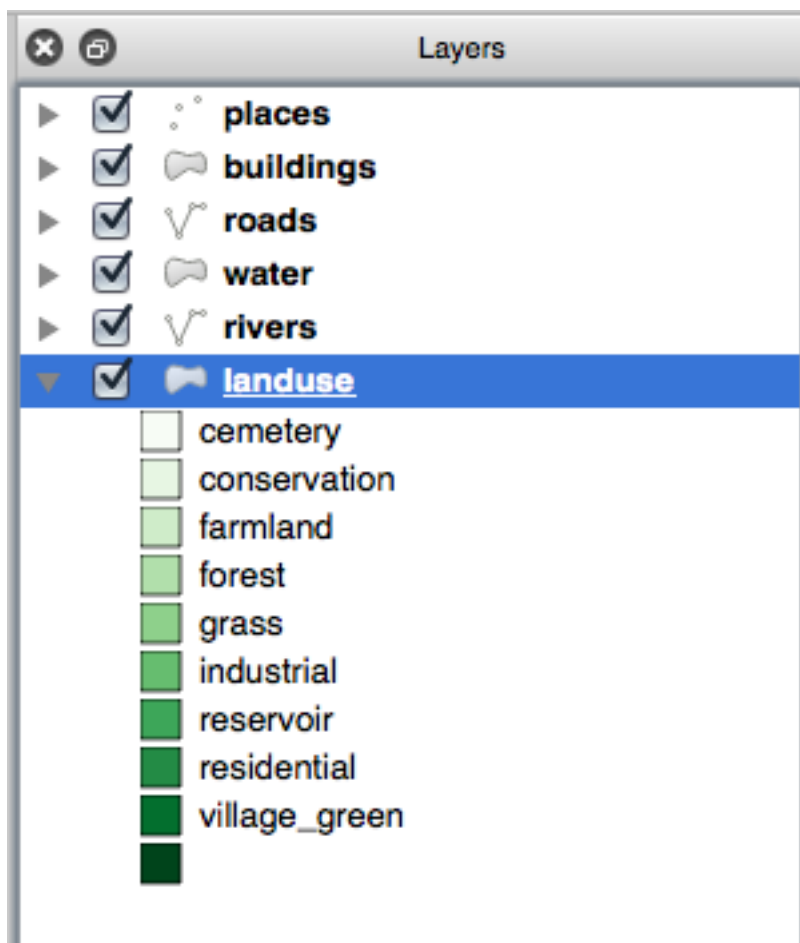 Layers
places
buildings
roads
water
rivers
landuse
cemetery
conservation
farmland
forest
grass
industrial
reservoir
residential
village_green